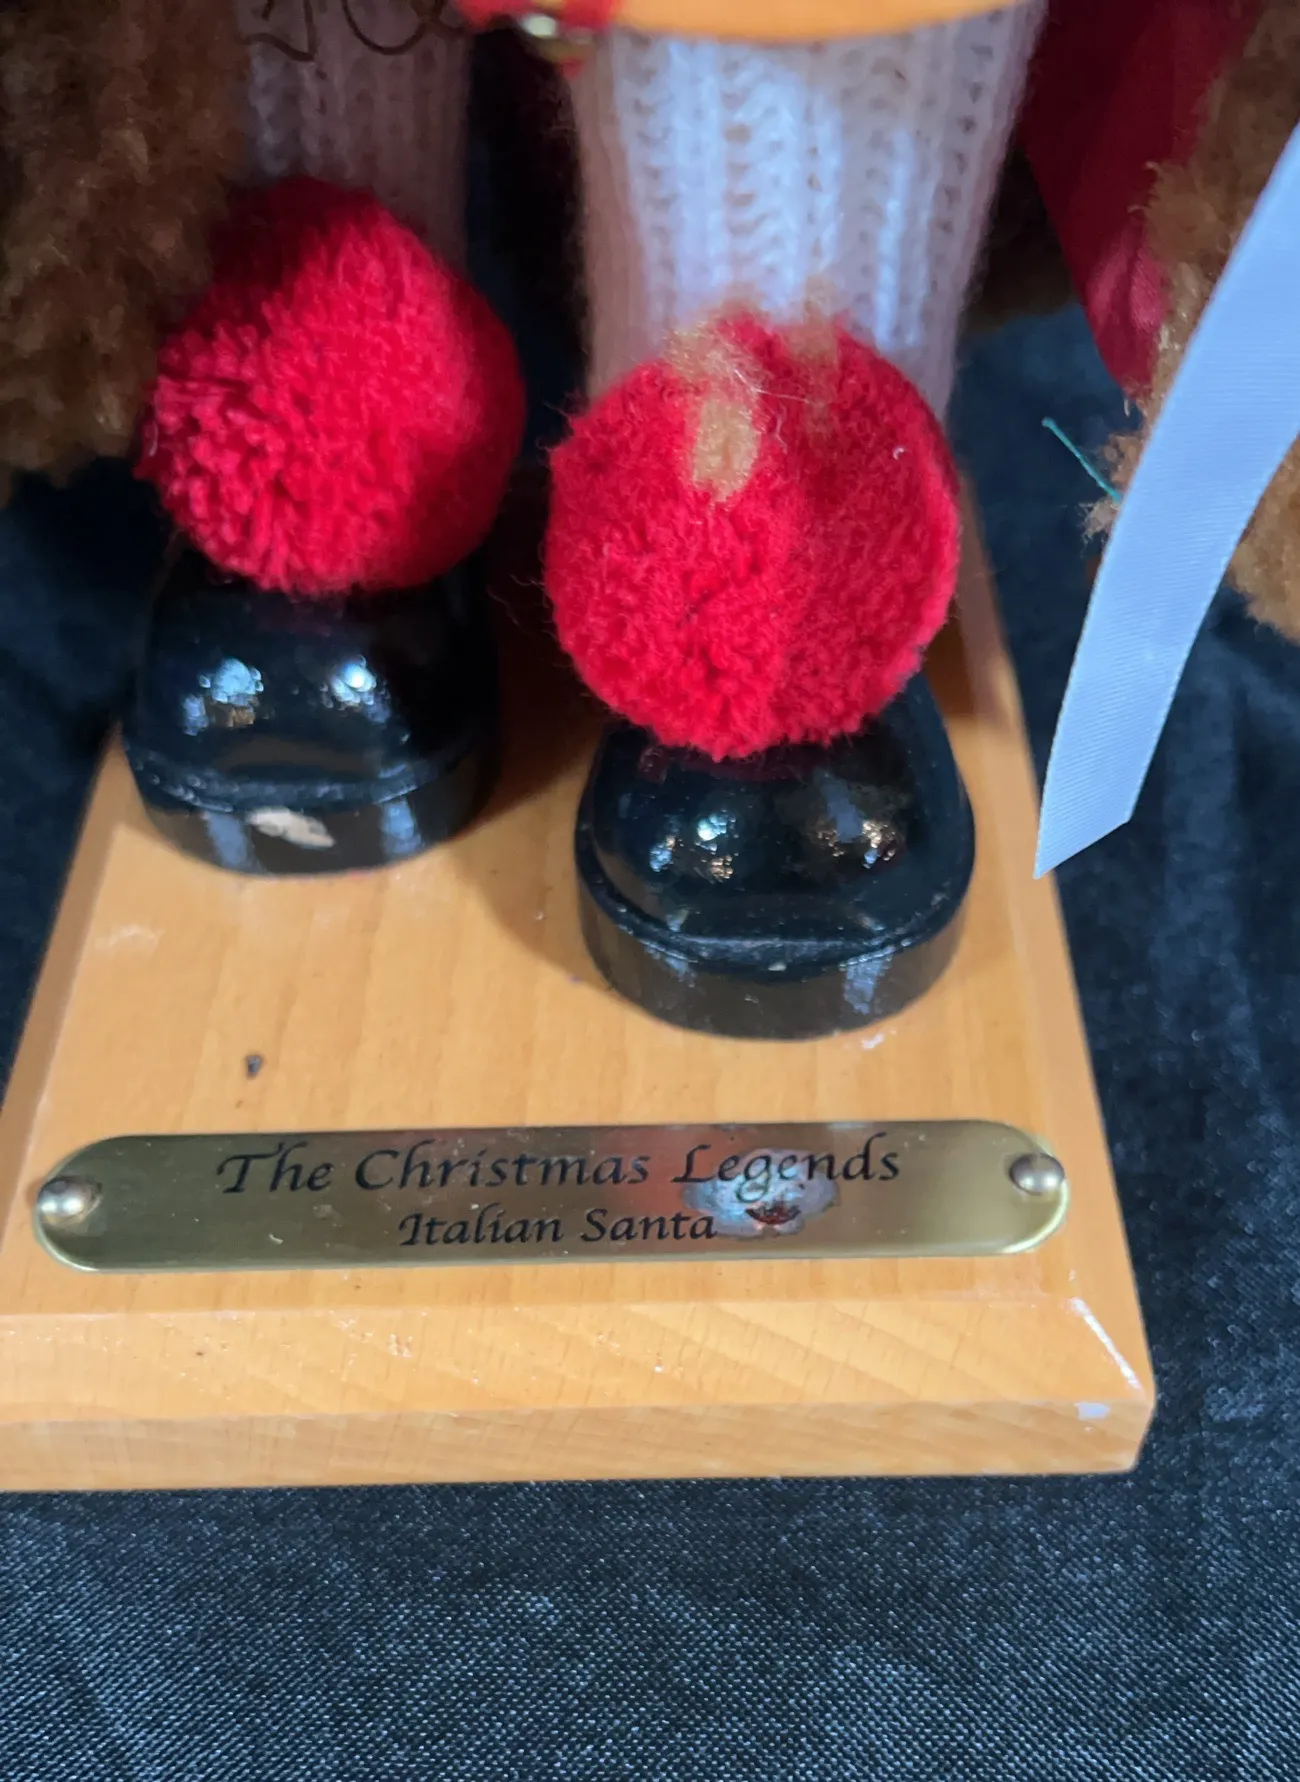 The Christmas Legends
Italian Santa